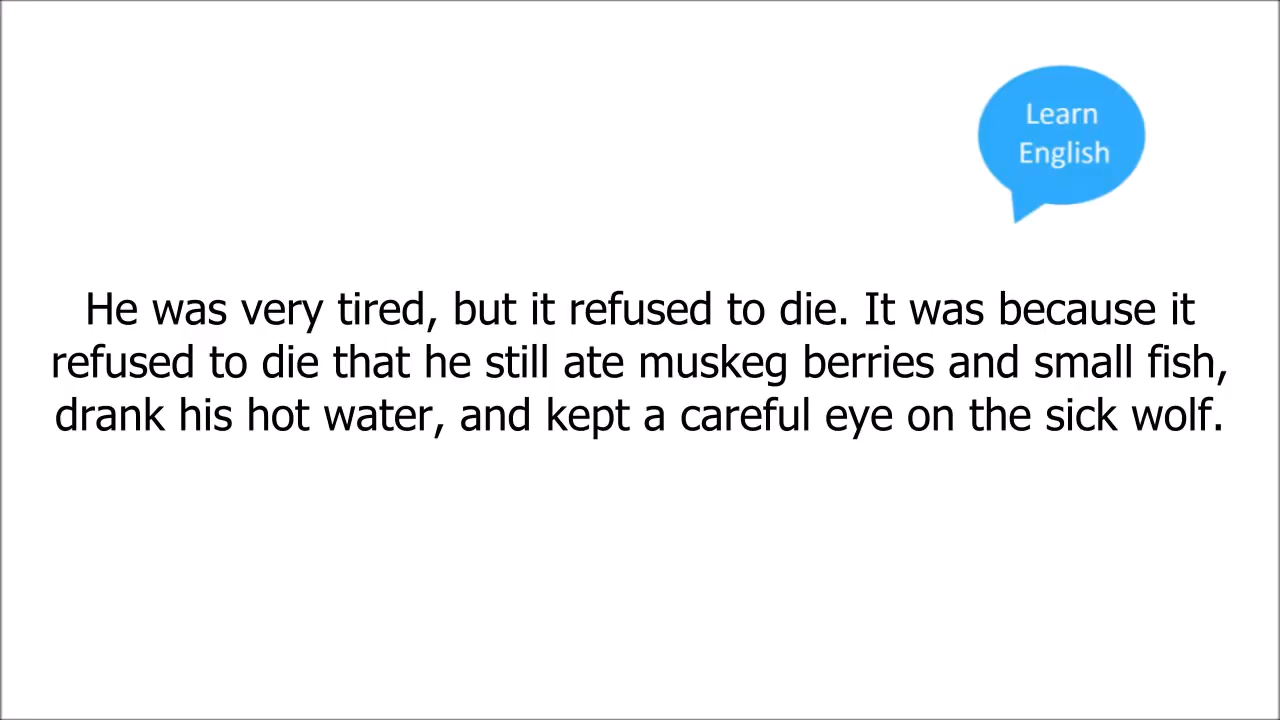 Learn
English
He was very tired, but it refused to die. It was because it
refused to die that he still ate muskeg berries and small fish,
drank his hot water, and kept a careful eye on the sick wolf.